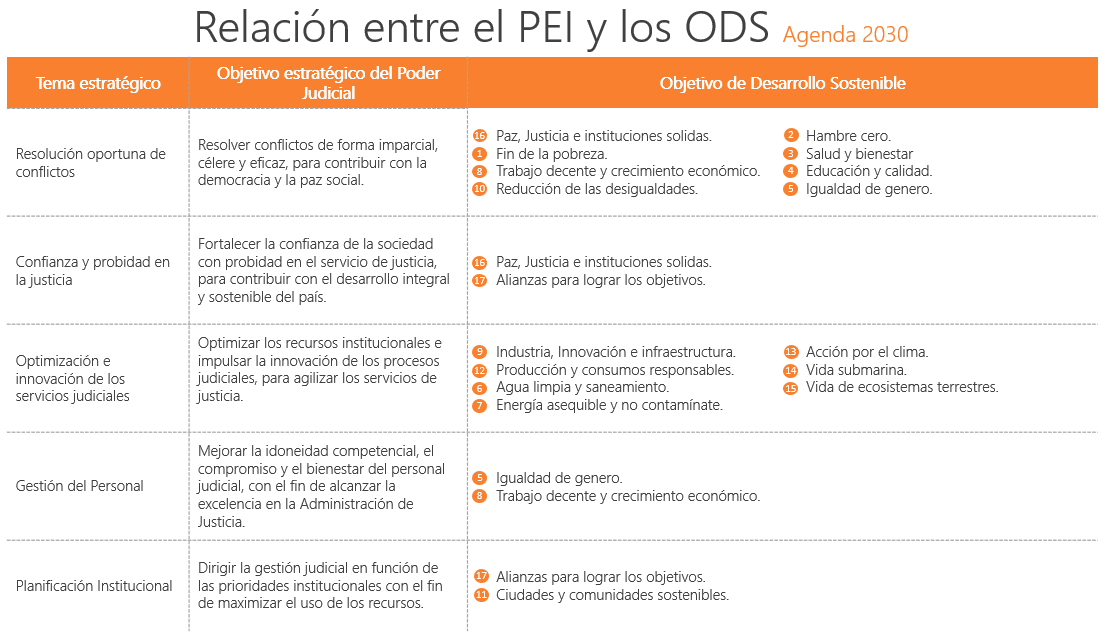 Relación entre el PEI y los ODS Agenda 2030
Tema estratégico
Objetivo estratégico del Poder
Judicial
Objetivo de Desarrollo Sostenible
Resolución oportuna de
conflictos
Resolver conflictos de forma imparcial,
célere y eficaz, para contribuir con la
democracia y la paz social.
16 Paz, Justicia e instituciones solidas.
1 Fin de la pobreza.
8 Trabajo decente y crecimiento económico.
10 Reducción de las desigualdades.
2 Hambre cero.
3 Salud y bienestar
4 Educación y calidad.
5 Igualdad de genero.
Confianza y probidad en
la justicia
Fortalecer la confianza de la sociedad
con probidad en el servicio de justicia,
para contribuir con el desarrollo integral
y sostenible del país.
16 Paz, Justicia e instituciones solidas.
17 Alianzas para lograr los objetivos.
Optimización e
innovación de los
servicios judiciales
Optimizar los recursos institucionales e
impulsar la innovación de los procesos
judiciales, para agilizar los servicios de
justicia.
9 Industria, Innovación e infraestructura.
12 Producción y consumos responsables.
6 Agua limpia y saneamiento.
7 Energía asequible y no contamínate.
13 Acción por el clima.
14 Vida submarina.
15 Vida de ecosistemas terrestres.
Gestión del Personal
Mejorar la idoneidad competencial, el
compromiso y el bienestar del personal
judicial, con el fin de alcanzar la
excelencia en la Administración de
Justicia.
5 Igualdad de genero.
8 Trabajo decente y crecimiento económico.
Planificación Institucional
Dirigir la gestión judicial en función de
las prioridades institucionales con el fin
de maximizar el uso de los recursos.
17 Alianzas para lograr los objetivos.
11 Ciudades y comunidades sostenibles.